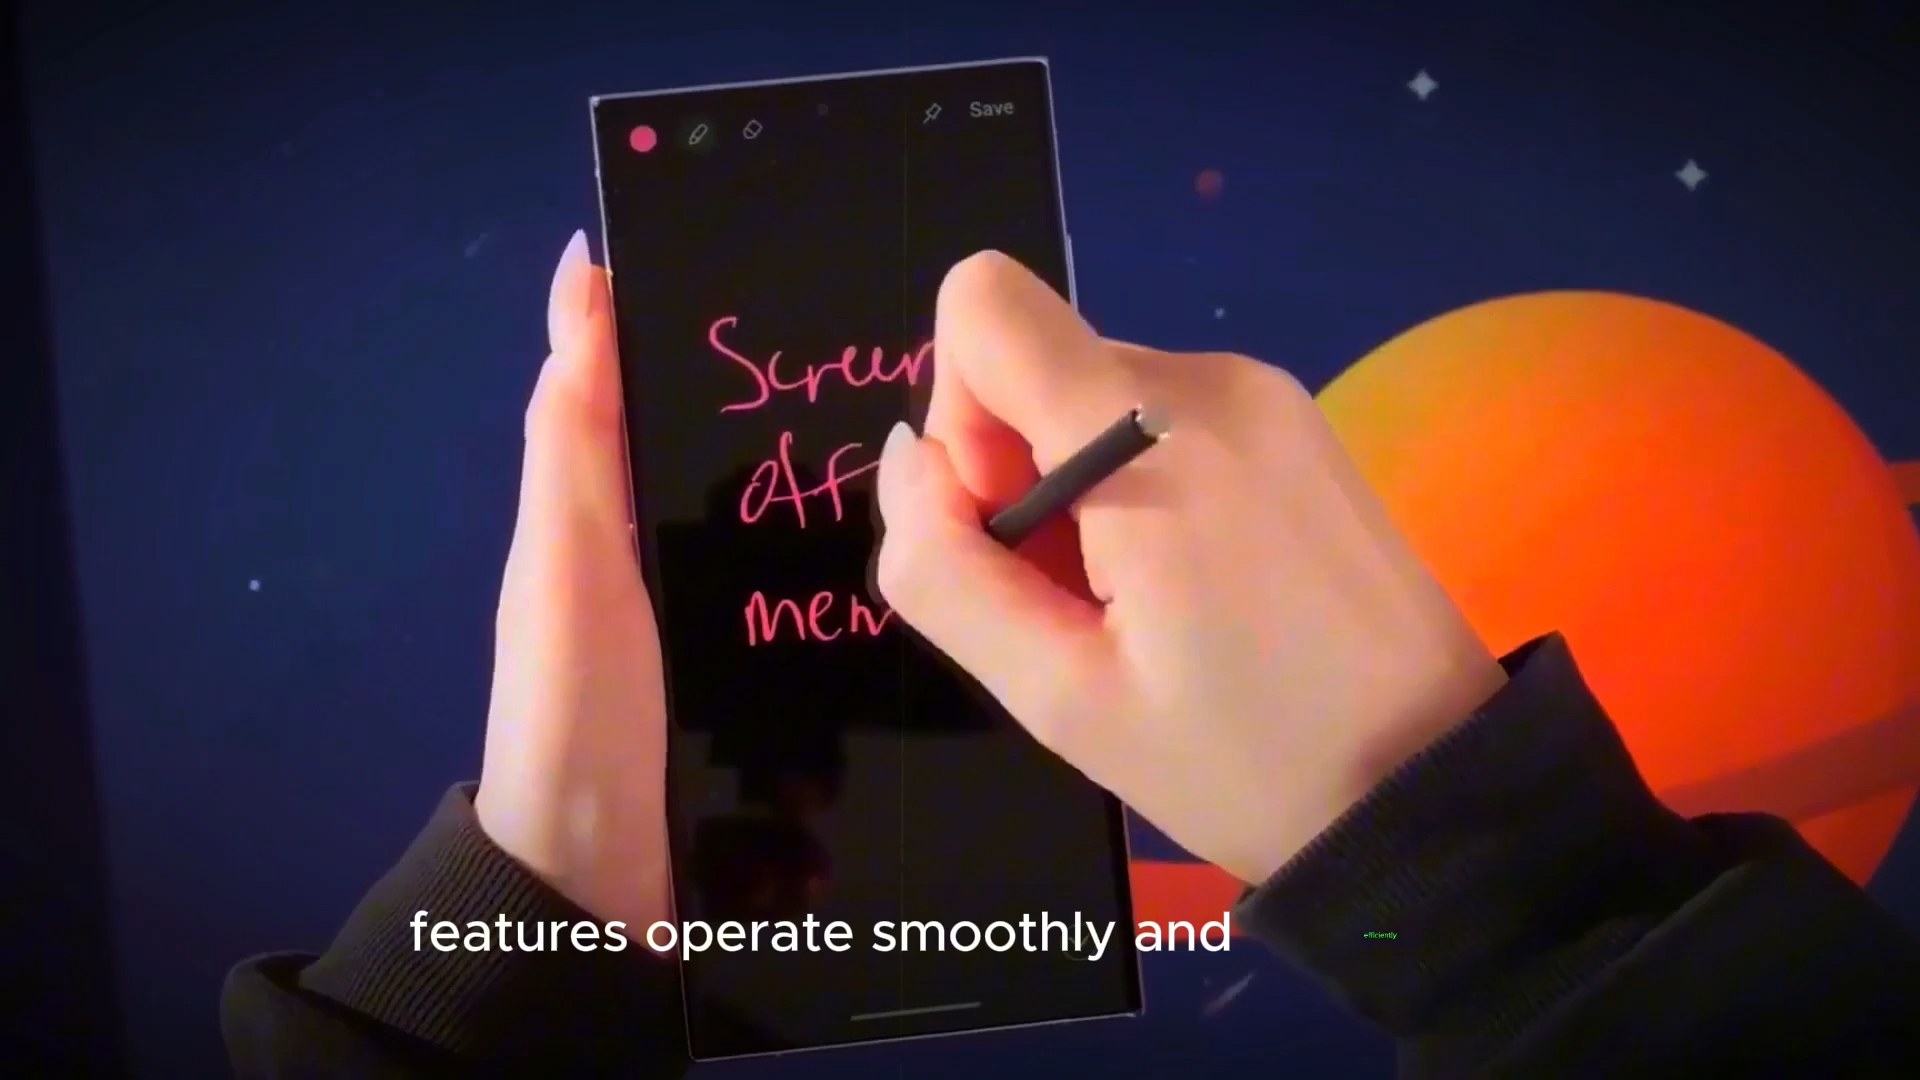 Save
Screen
off
mem
features operate smoothly and efficiently